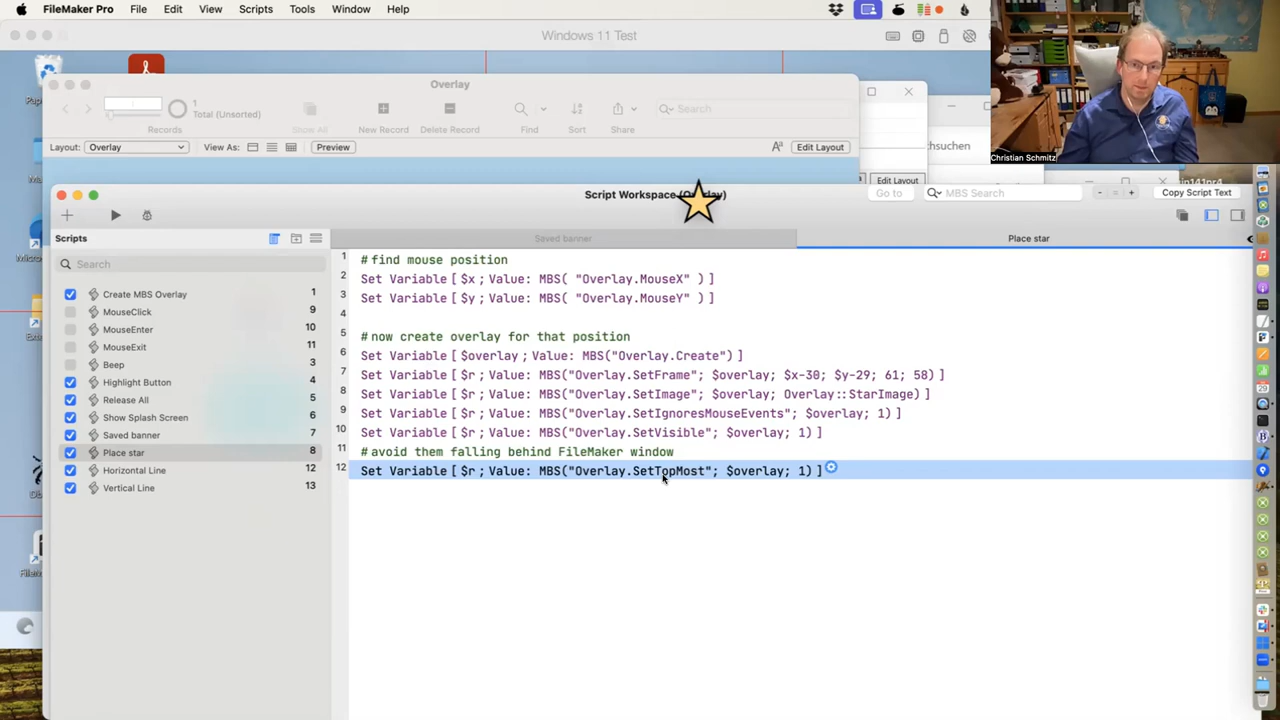 FileMaker Pro File Edit View Scripts Tools Window Help
Windows 11 Test
Overlay
1
Total (Unsorted)
Search
Records
Show All
New Record
Delete Record
Find
Sort
Share
Layout: Overlay
View As:
Preview
Edit Layout
Edit Layout
Christian Schmitz
Script Workspace (Overlay)
Go to
MBS Search
- = +
Copy Script Text
Scripts
Saved banner
Place star
Search
Create MBS Overlay 1
MouseClick 9
MouseEnter 10
MouseExit 11
Beep 3
Highlight Button 4
Release All 5
Show Splash Screen 6
Saved banner 7
Place star 8
Horizontal Line 12
Vertical Line 13
1 # find mouse position
2 Set Variable [ $x ; Value: MBS( "Overlay.MouseX" ) ]
3 Set Variable [ $y ; Value: MBS( "Overlay.MouseY" ) ]
4
5 # now create overlay for that position
6 Set Variable [ $overlay ; Value: MBS("Overlay.Create") ]
7 Set Variable [ $r ; Value: MBS("Overlay.SetFrame"; $overlay; $x-30; $y-29; 61; 58) ]
8 Set Variable [ $r ; Value: MBS("Overlay.SetImage"; $overlay; Overlay::StarImage) ]
9 Set Variable [ $r ; Value: MBS("Overlay.SetIgnoresMouseEvents"; $overlay; 1) ]
10 Set Variable [ $r ; Value: MBS("Overlay.SetVisible"; $overlay; 1) ]
11 # avoid them falling behind FileMaker window
12 Set Variable [ $r ; Value: MBS("Overlay.SetTopMost"; $overlay; 1) ]